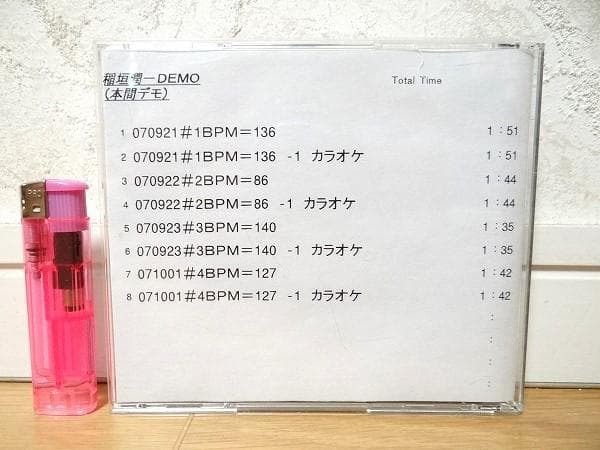 稲垣潤一DEMO
(本間デモ)
Total Time
1 070921#1BPM=136 1:51
2 070921#1BPM=136 -1 カラオケ 1:51
3 070922#2BPM=86 1:44
4 070922#2BPM=86 -1 カラオケ 1:44
5 070923#3BPM=140 1:35
6 070923#3BPM=140 -1 カラオケ 1:35
7 071001#4BPM=127 1:42
8 071001#4BPM=127 -1 カラオケ 1:42
:
:
:
: